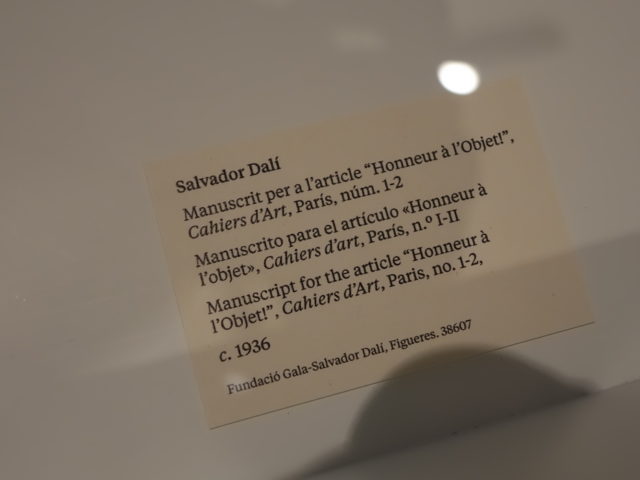 Salvador Dalí
Manuscrit per a l'article “Honneur à l'Objet!”,
Cahiers d'Art, París, núm. 1-2
Manuscrito para el artículo «Honneur à
l'objet», Cahiers d'art, París, n.º I-II
Manuscript for the article “Honneur à
l'Objet!”, Cahiers d'Art, Paris, no. 1-2,
c. 1936
Fundació Gala-Salvador Dalí, Figueres. 38607